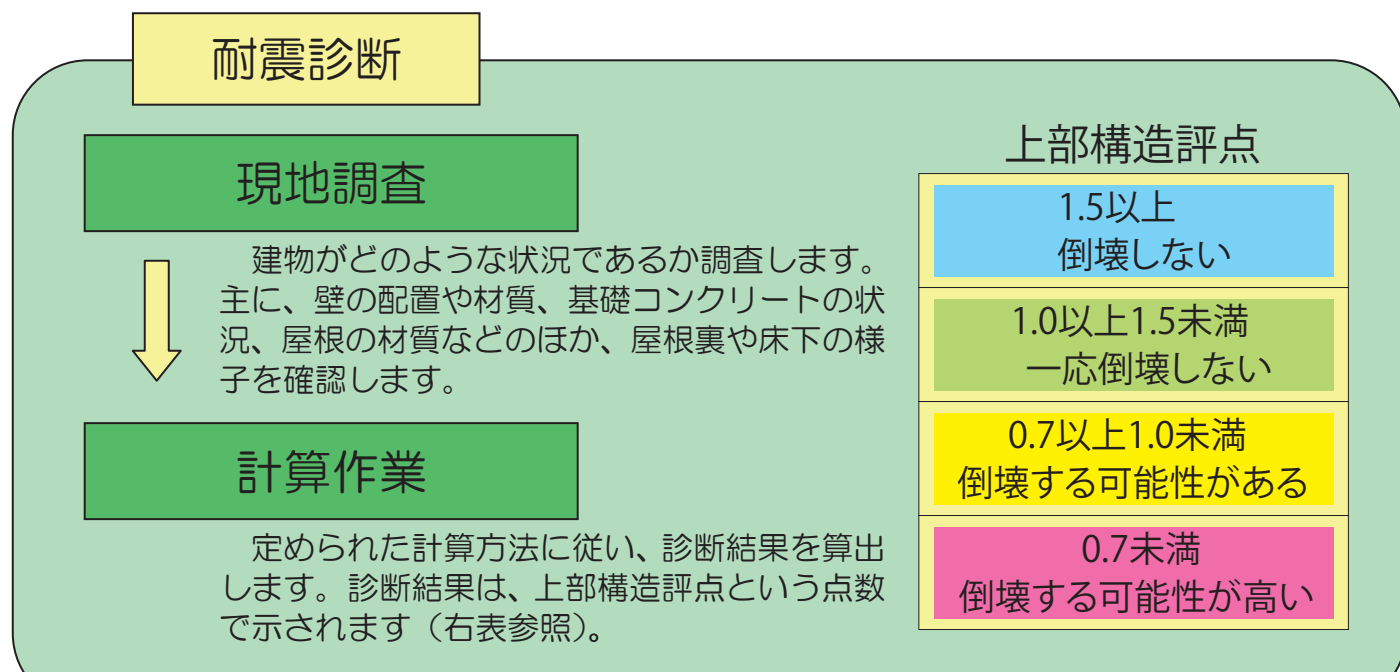 耐震診断
現地調査
建物がどのような状況であるか調査します。
主に、壁の配置や材質、基礎コンクリートの状
況、屋根の材質などのほか、屋根裏や床下の様
子を確認します。
計算作業
定められた計算方法に従い、診断結果を算出
します。診断結果は、上部構造評点という点数
で示されます（右表参照）。
上部構造評点
1.5以上
倒壊しない
1.0以上1.5未満
一応倒壊しない
0.7以上1.0未満
倒壊する可能性がある
0.7未満
倒壊する可能性が高い